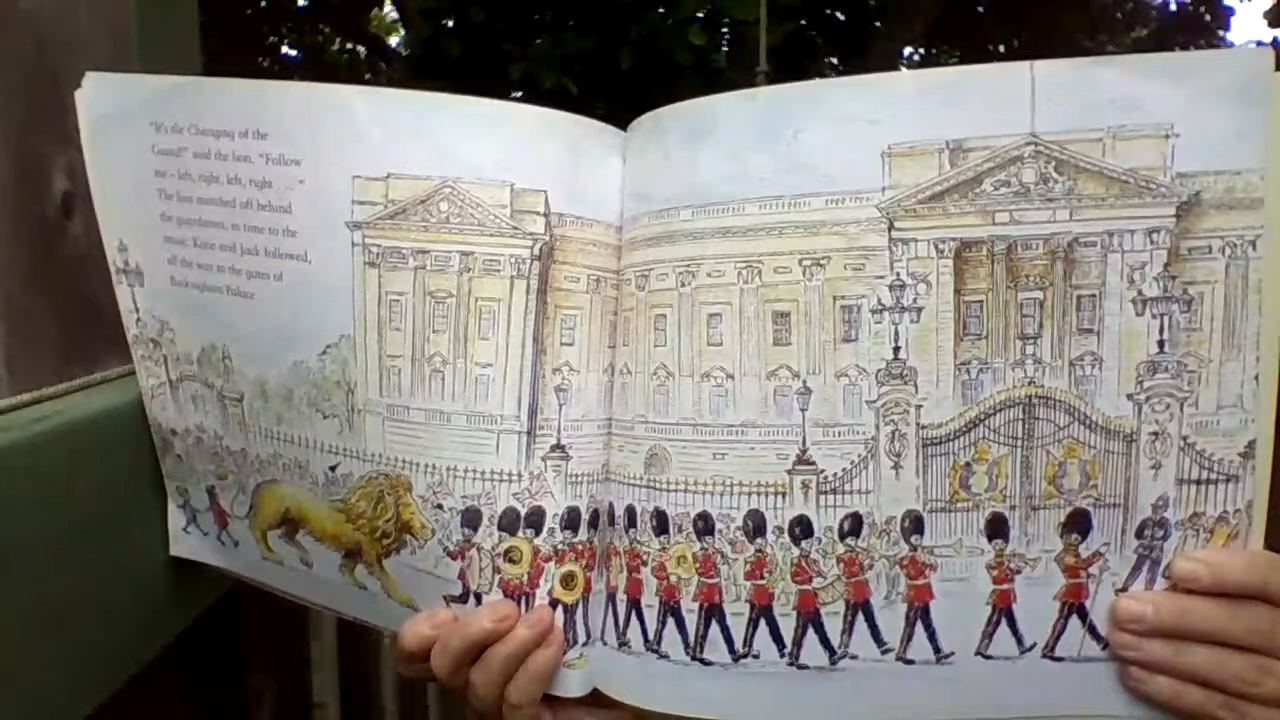 "It's the Changing of the
Guard!" said the lion. "Follow
me – left, right, left, right . . ."
The lion marched off behind
the guardsmen, in time to the
music. Kate and Jack followed,
all the way to the gates of
Buckingham Palace